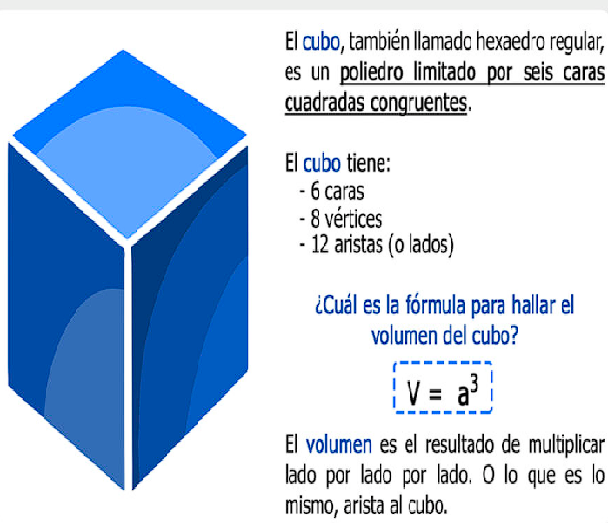 El cubo, también llamado hexaedro regular,
es un poliedro limitado por seis caras
cuadradas congruentes.
El cubo tiene:
- 6 caras
- 8 vértices
- 12 aristas (o lados)
¿Cuál es la fórmula para hallar el
volumen del cubo?
V = a³
El volumen es el resultado de multiplicar
lado por lado por lado. O lo que es lo
mismo, arista al cubo.